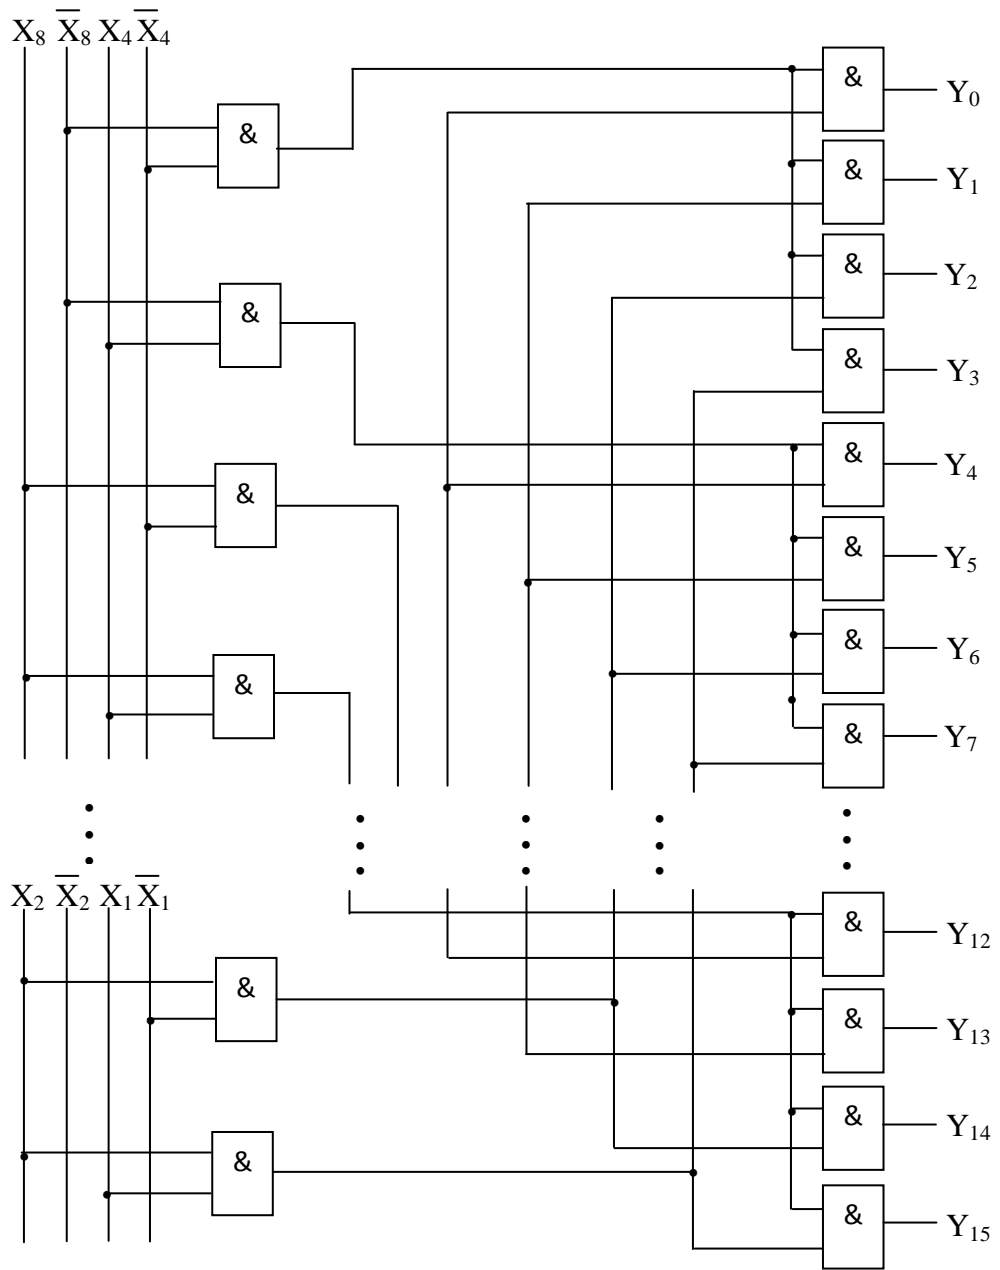 X₈ X̅₈ X₄ X̅₄
& Y₀
&
& Y₁
& Y₂
&
& Y₃
& Y₄
&
& Y₅
& Y₆
&
& Y₇
X₂ X̅₂ X₁ X̅₁
& Y₁₂
&
& Y₁₃
& Y₁₄
&
& Y₁₅